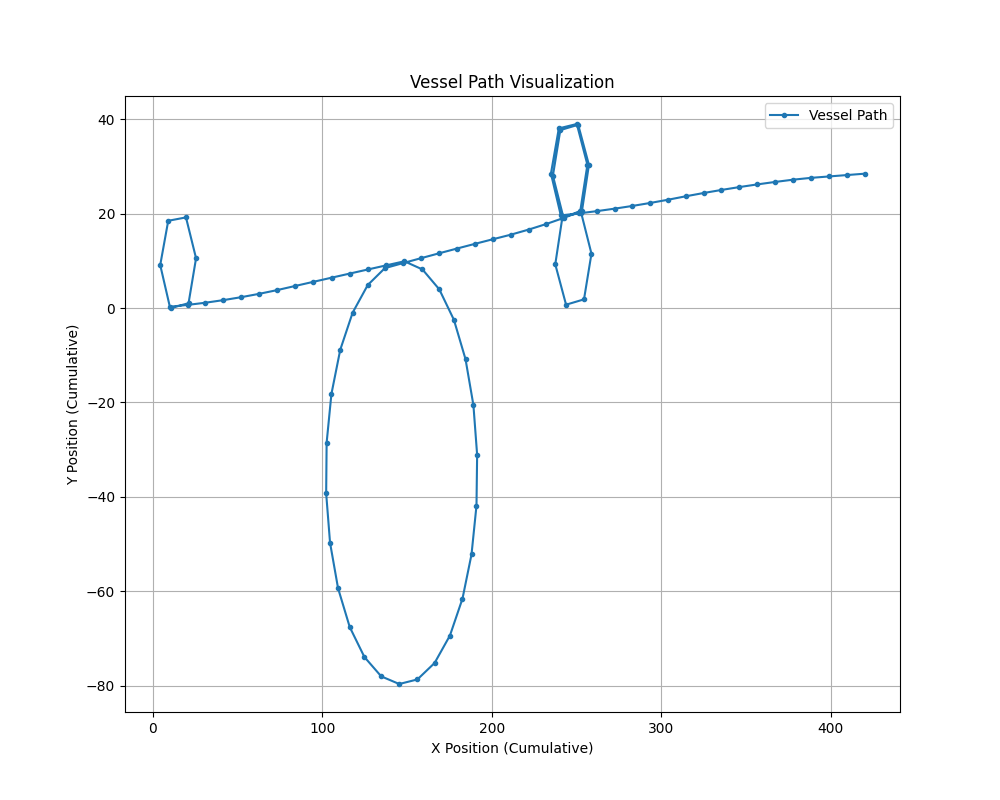 Vessel Path Visualization
Vessel Path
40
20
0
−20
−40
−60
−80
Y Position (Cumulative)
0 100 200 300 400
X Position (Cumulative)